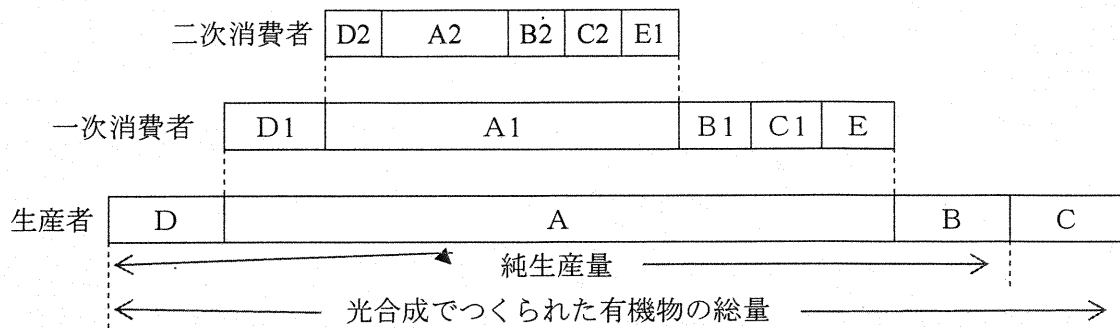 二次消費者 D2 A2 B2 C2 E1
一次消費者 D1 A1 B1 C1 E
生産者 D A B C
純生産量
光合成でつくられた有機物の総量